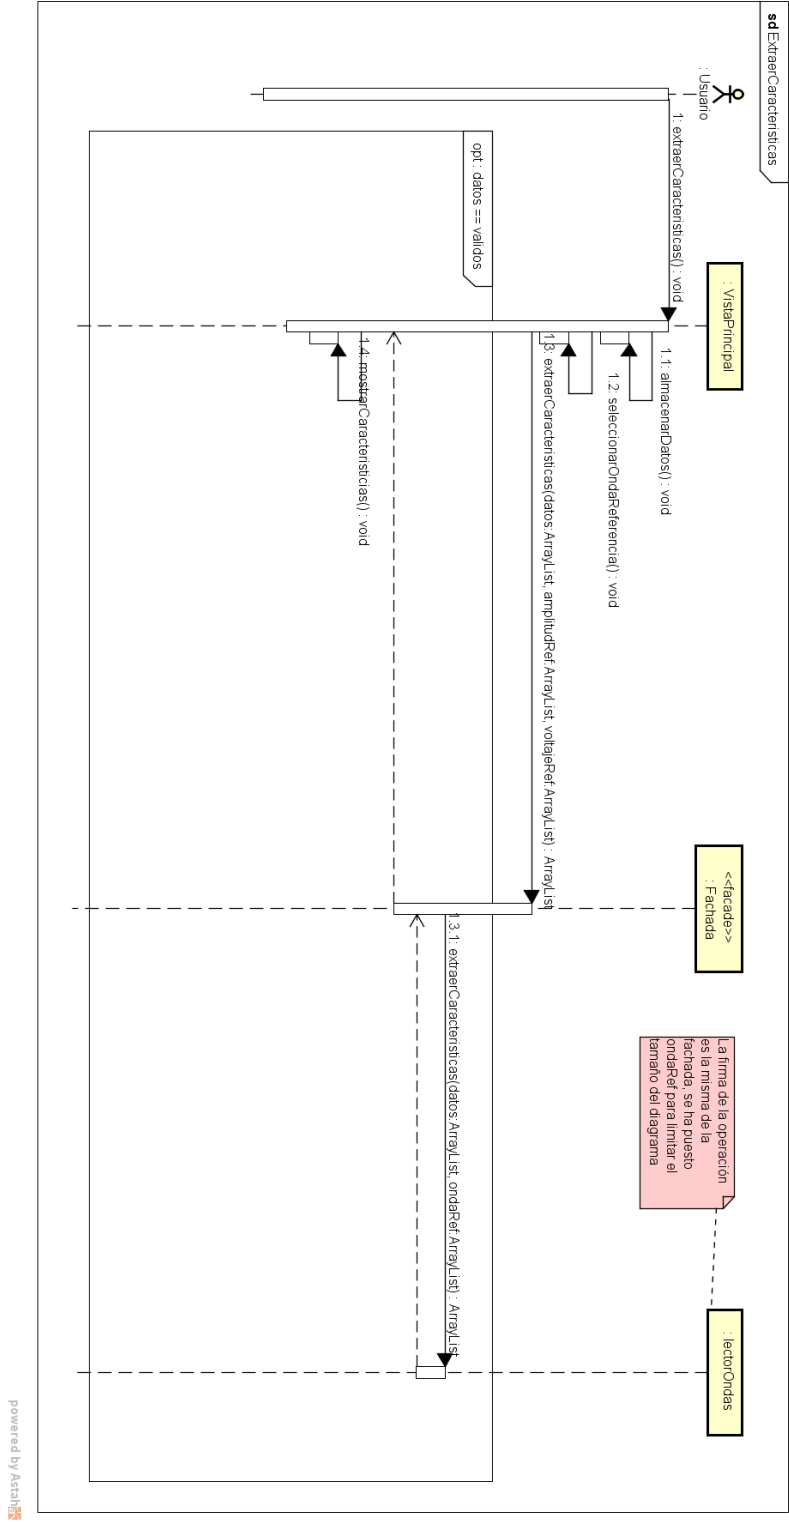 sd ExtraerCaracteristicas
: Usuario
: VistaPrincipal
<<facade>>
: Fachada
: lectorOndas
La firma de la operación
es la misma de la
fachada, se ha puesto
ondaRef para limitar el
tamaño del diagrama
1: extraerCaracteristicas() : void
1.1: almacenarDatos() : void
1.2: seleccionarOndaReferencia() : void
1.3: extraerCaracteristicas(datos:ArrayList, amplitudRef:ArrayList, voltajeRef:ArrayList) : ArrayList
opt : datos == validos
1.3.1: extraerCaracteristicas(datos:ArrayList, ondaRef:ArrayList) : ArrayList
1.4: mostrarCaracteristicias() : void
powered by Astah